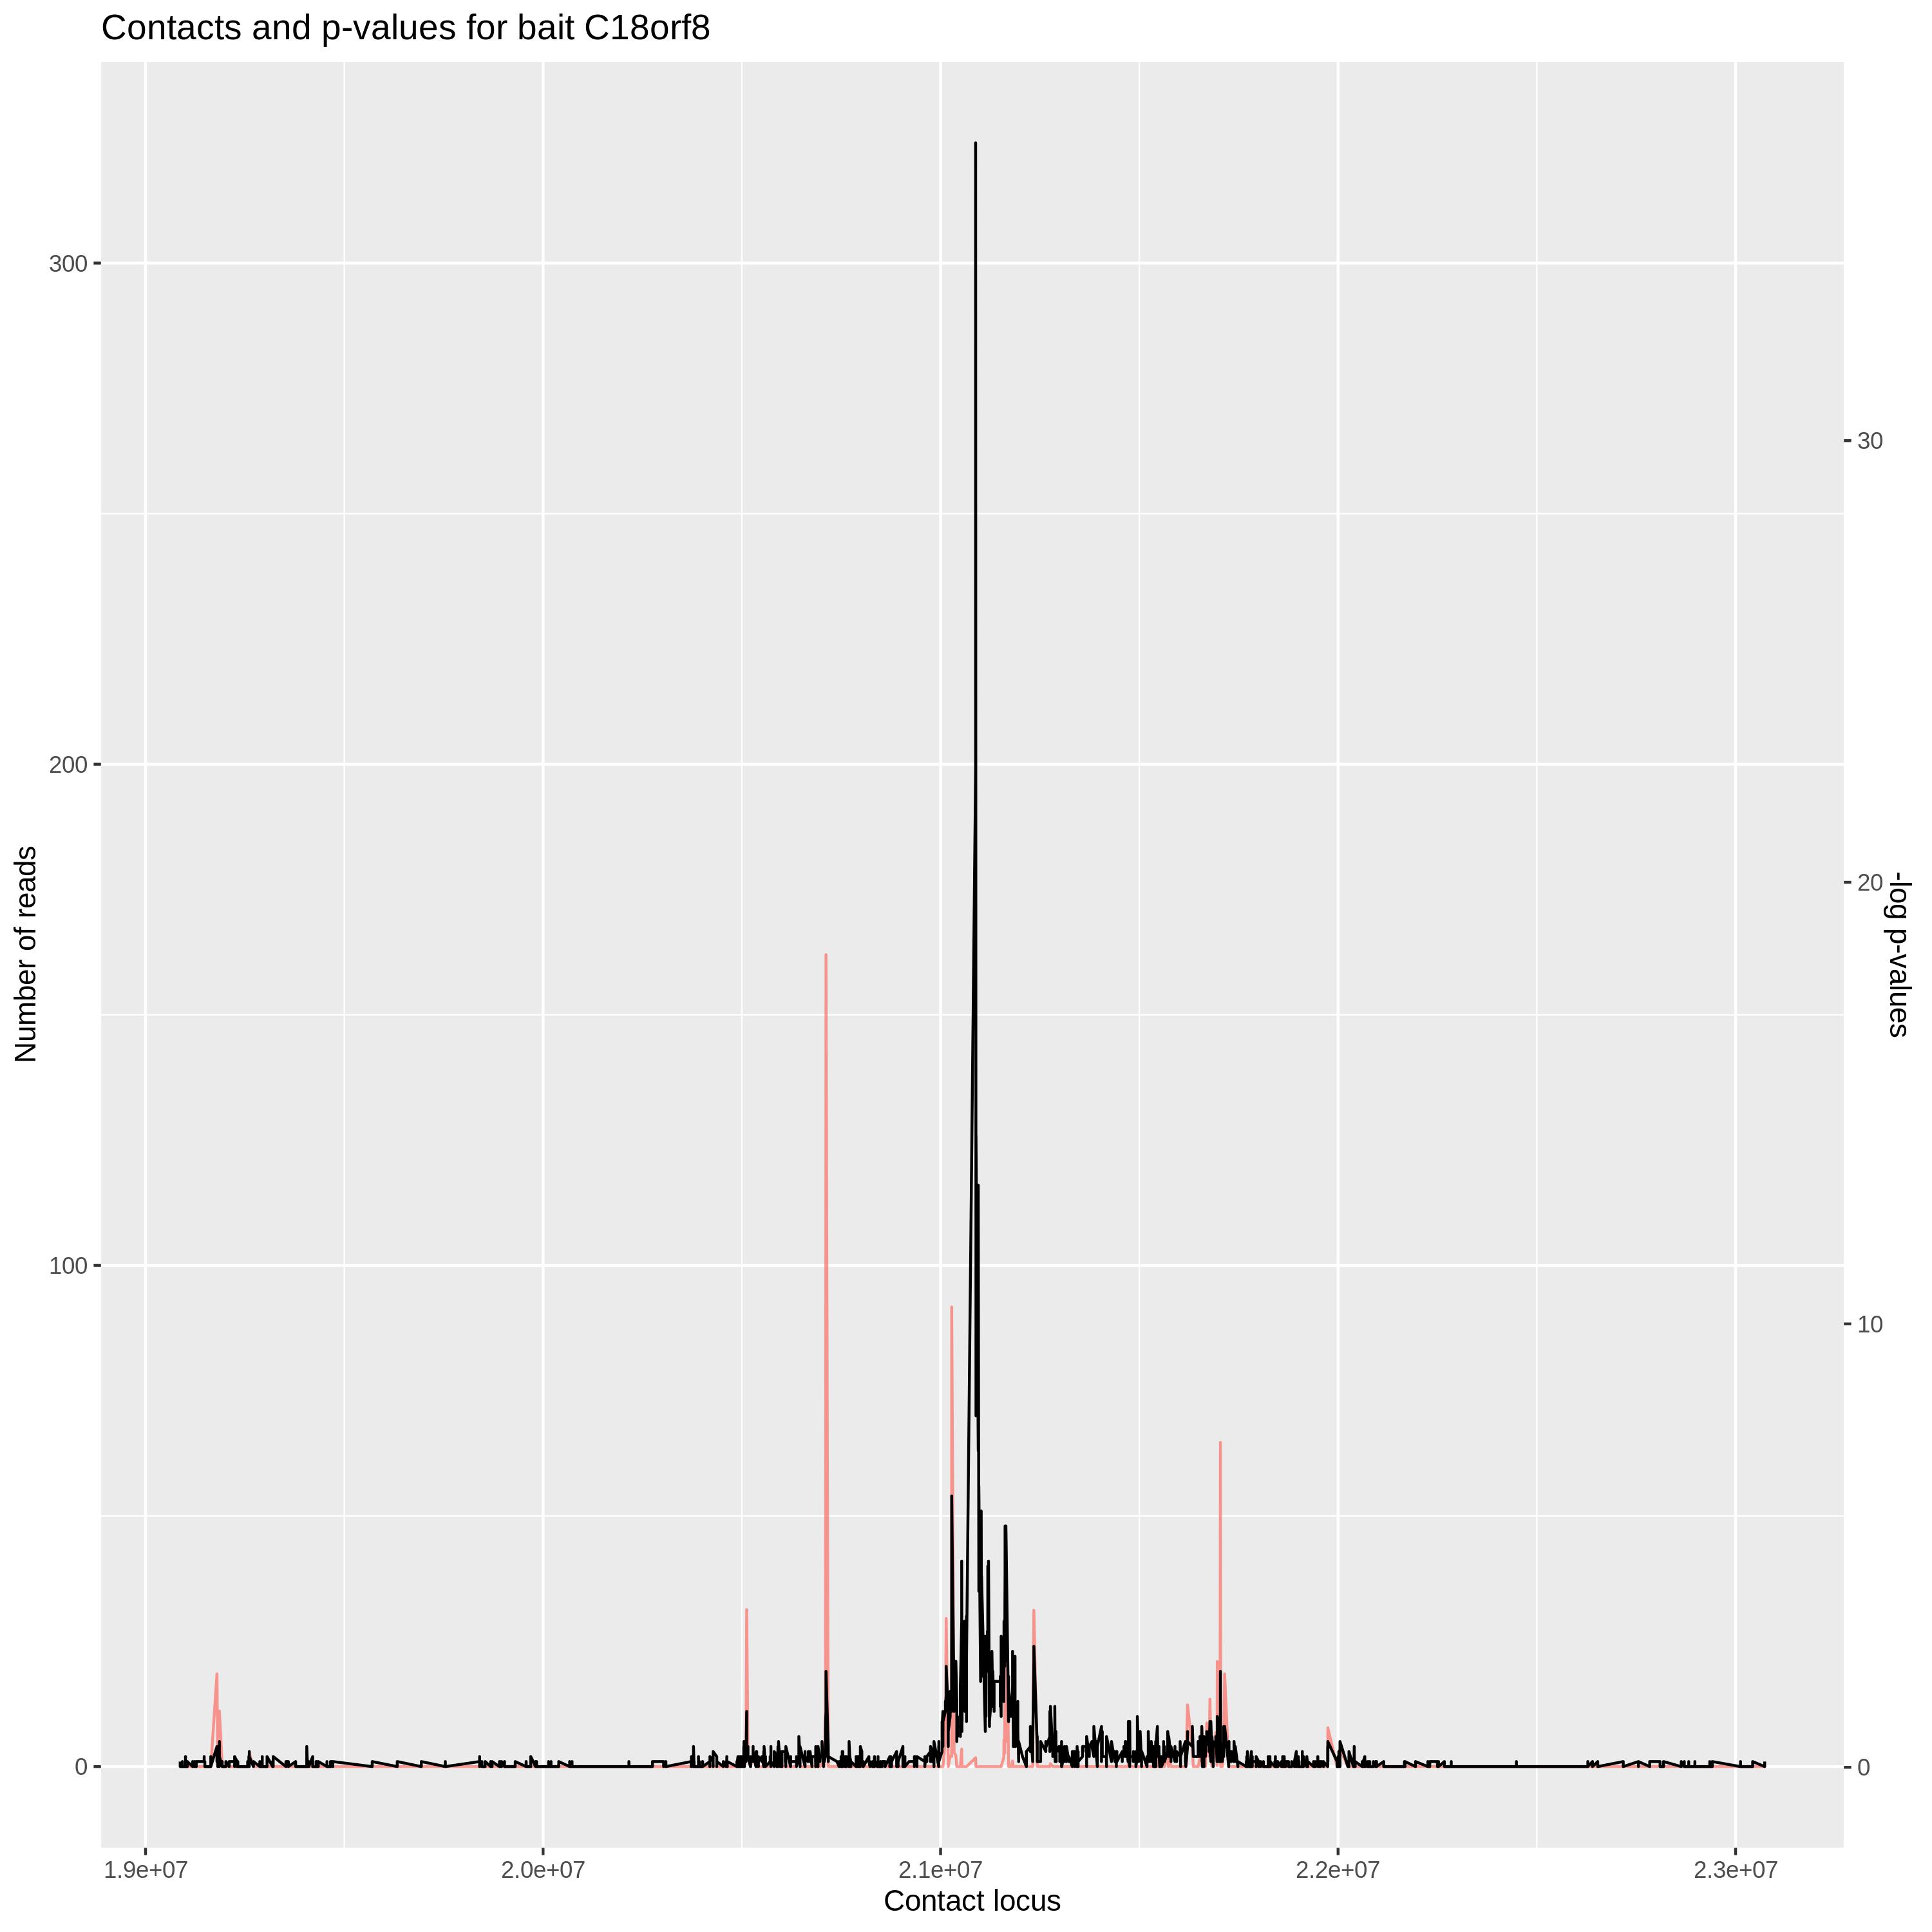 Contacts and p-values for bait C18orf8
300
200
100
0
Number of reads
30
20
10
0
-log p-values
1.9e+07
2.0e+07
2.1e+07
2.2e+07
2.3e+07
Contact locus